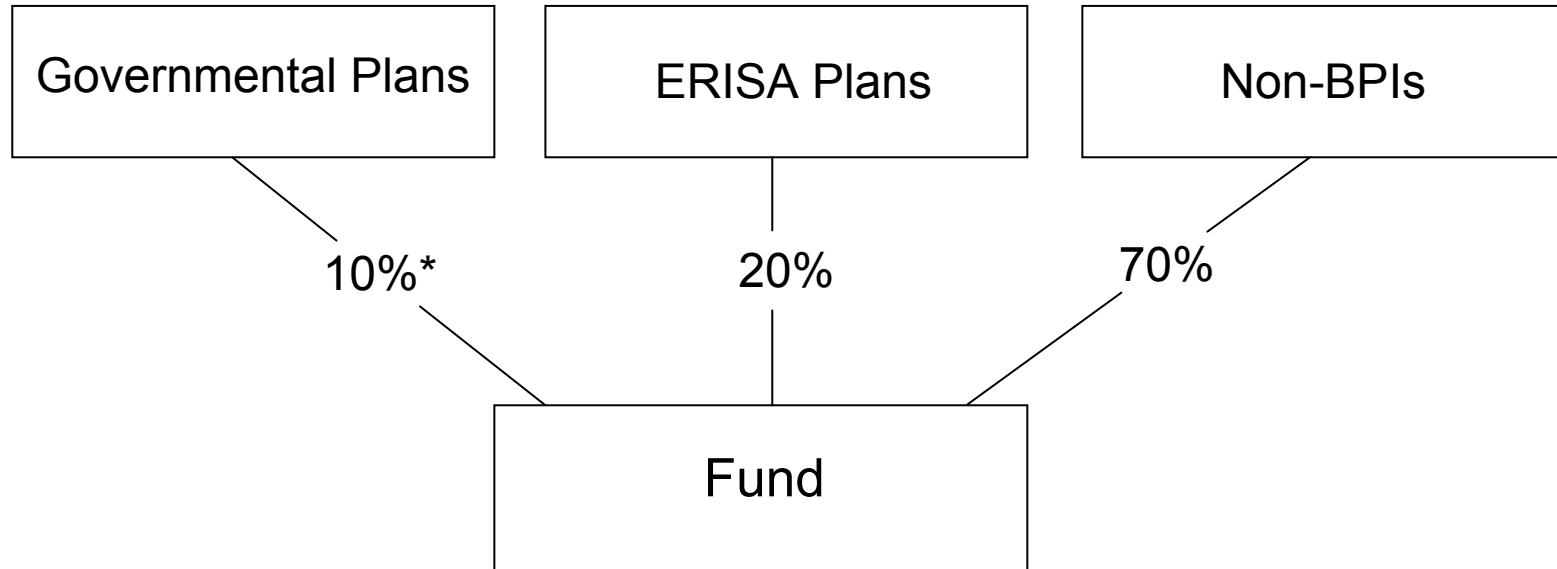 Governmental Plans
ERISA Plans
Non-BPIs
10%*
20%
70%
Fund